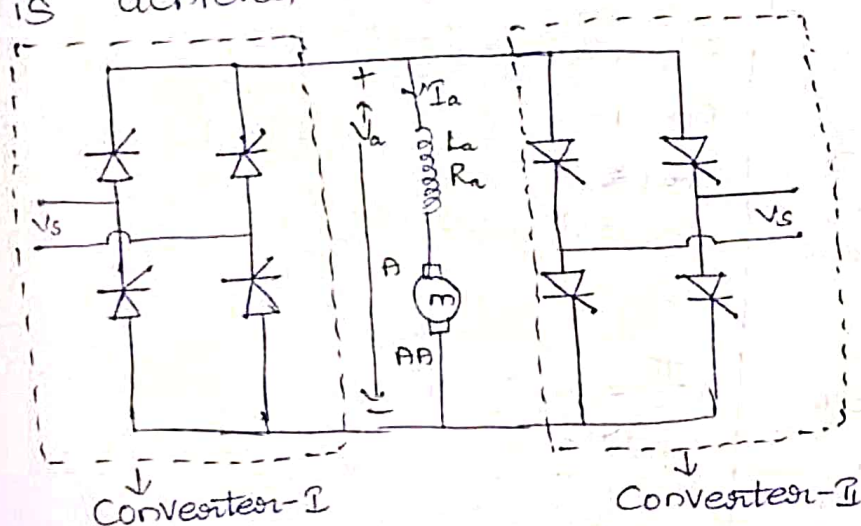 is
+
Ia
Va
La
Ra
Vs
Vs
A
M
AA
-
Converter-I
Converter-II